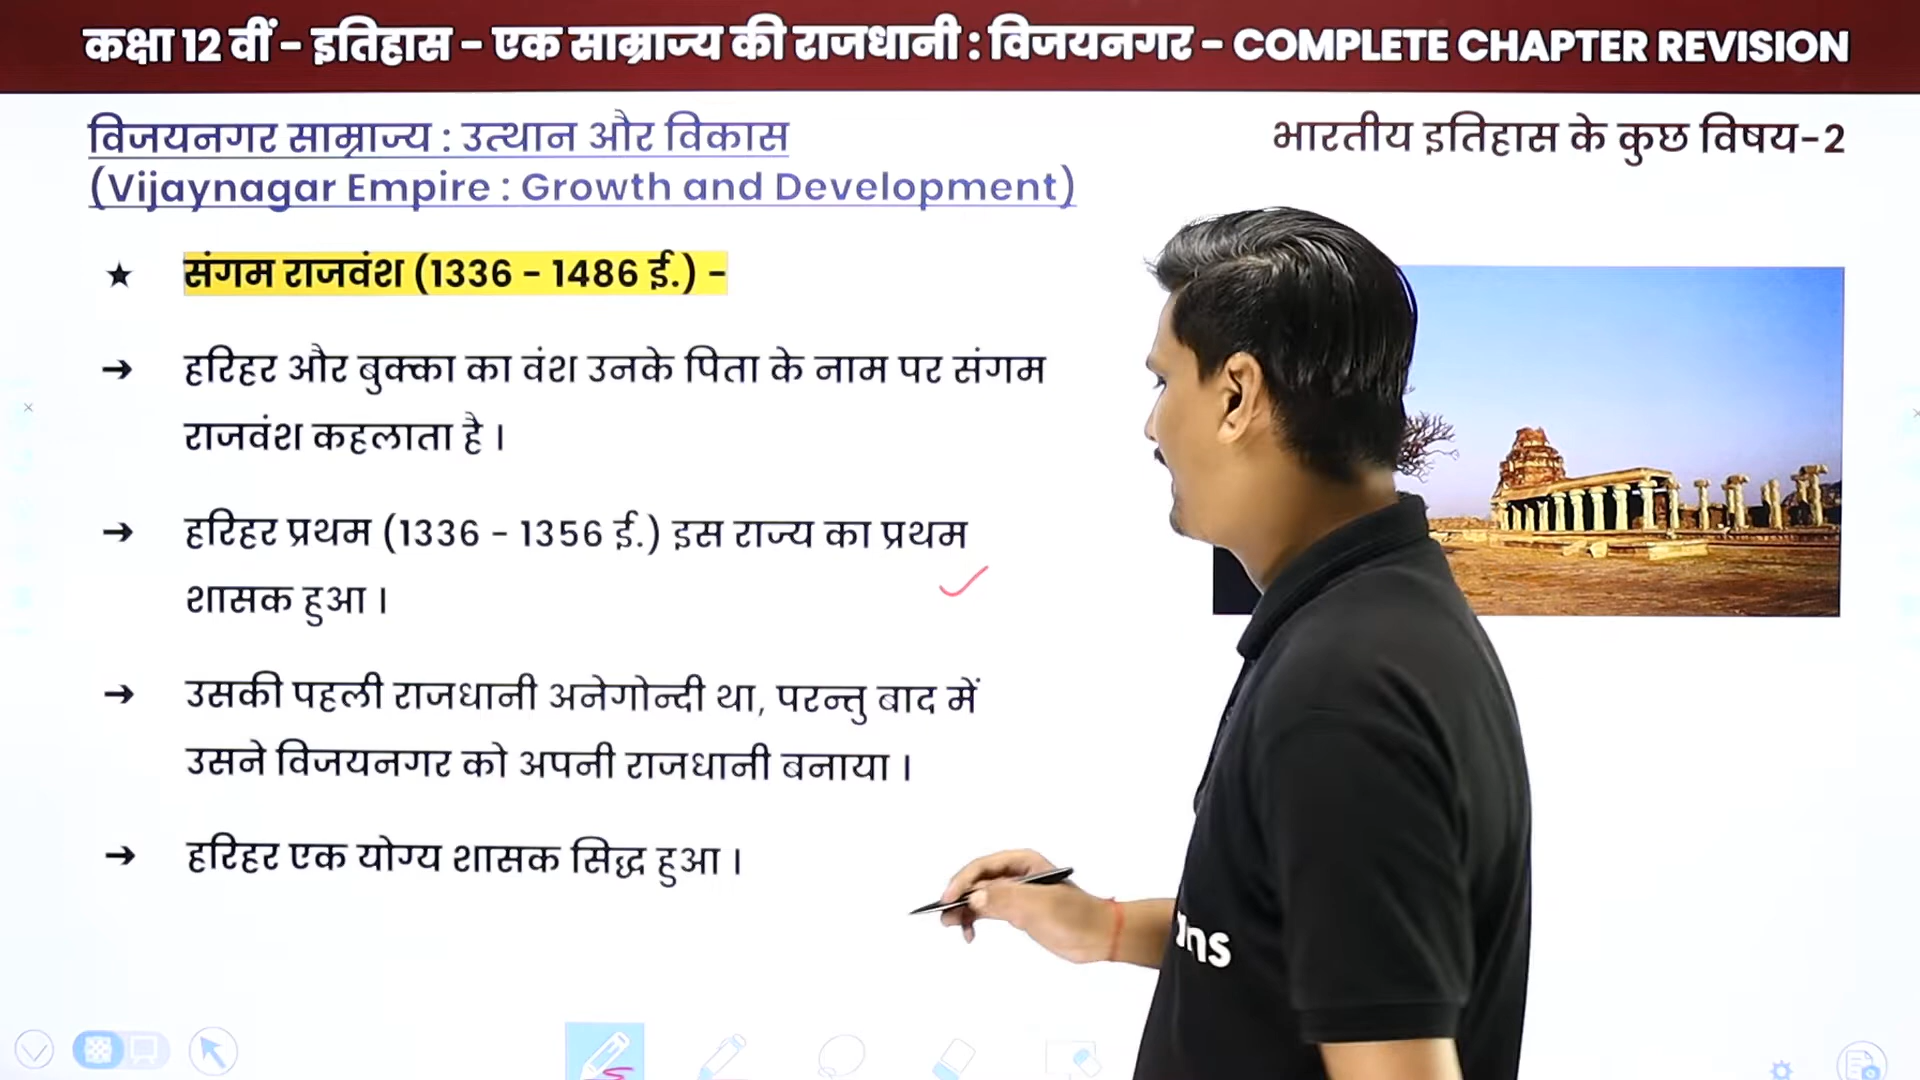 कक्षा 12 वीं - इतिहास - एक साम्राज्य की राजधानी : विजयनगर - COMPLETE CHAPTER REVISION
विजयनगर साम्राज्य : उत्थान और विकास
(Vijaynagar Empire : Growth and Development)
भारतीय इतिहास के कुछ विषय-2
★ संगम राजवंश (1336 - 1486 ई.) -
→ हरिहर और बुक्का का वंश उनके पिता के नाम पर संगम
राजवंश कहलाता है ।
→ हरिहर प्रथम (1336 - 1356 ई.) इस राज्य का प्रथम
शासक हुआ ।
→ उसकी पहली राजधानी अनेगोन्दी था, परन्तु बाद में
उसने विजयनगर को अपनी राजधानी बनाया ।
→ हरिहर एक योग्य शासक सिद्ध हुआ ।